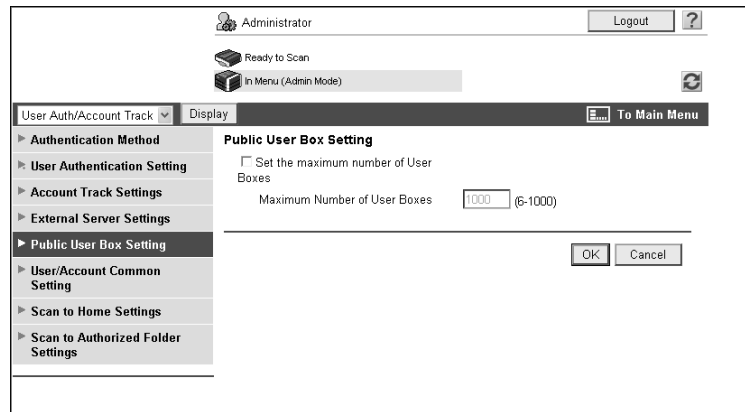 Administrator
Logout
?
Ready to Scan
In Menu (Admin Mode)
User Auth/Account Track
Display
To Main Menu
Authentication Method
User Authentication Setting
Account Track Settings
External Server Settings
Public User Box Setting
User/Account Common
Setting
Scan to Home Settings
Scan to Authorized Folder
Settings
Public User Box Setting
Set the maximum number of User
Boxes
Maximum Number of User Boxes 1000 (6-1000)
OK Cancel